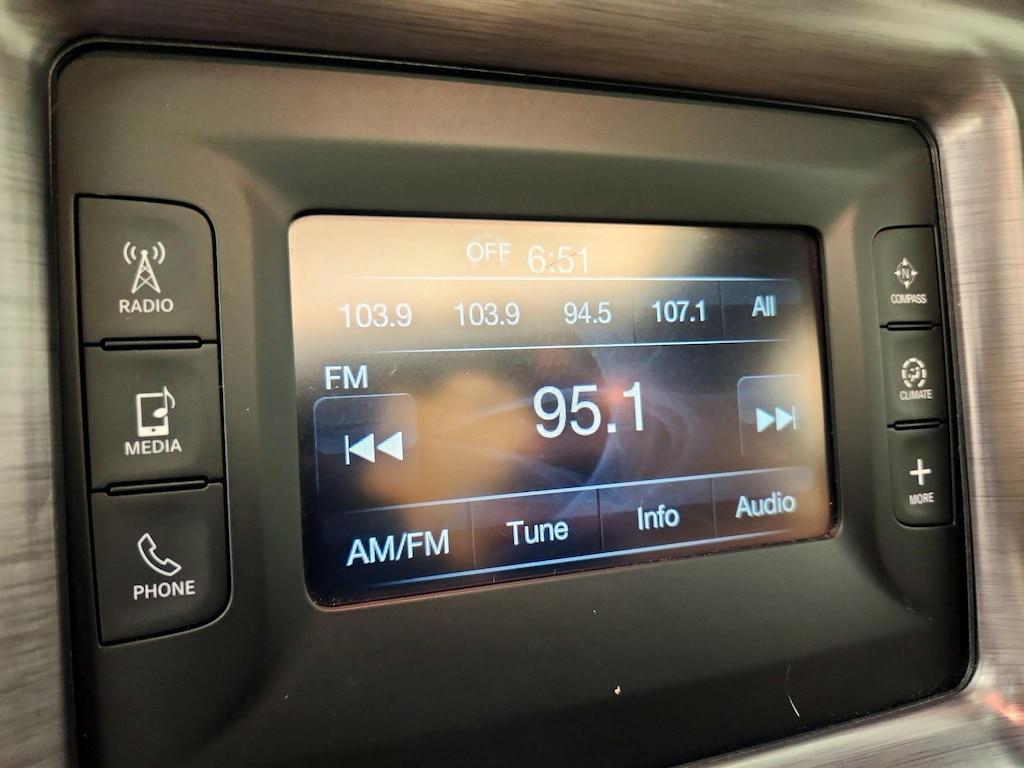 RADIO
MEDIA
PHONE
OFF 6:51
103.9 103.9 94.5 107.1 All
FM
95.1
AM/FM Tune Info Audio
N
COMPASS
CLIMATE
MORE